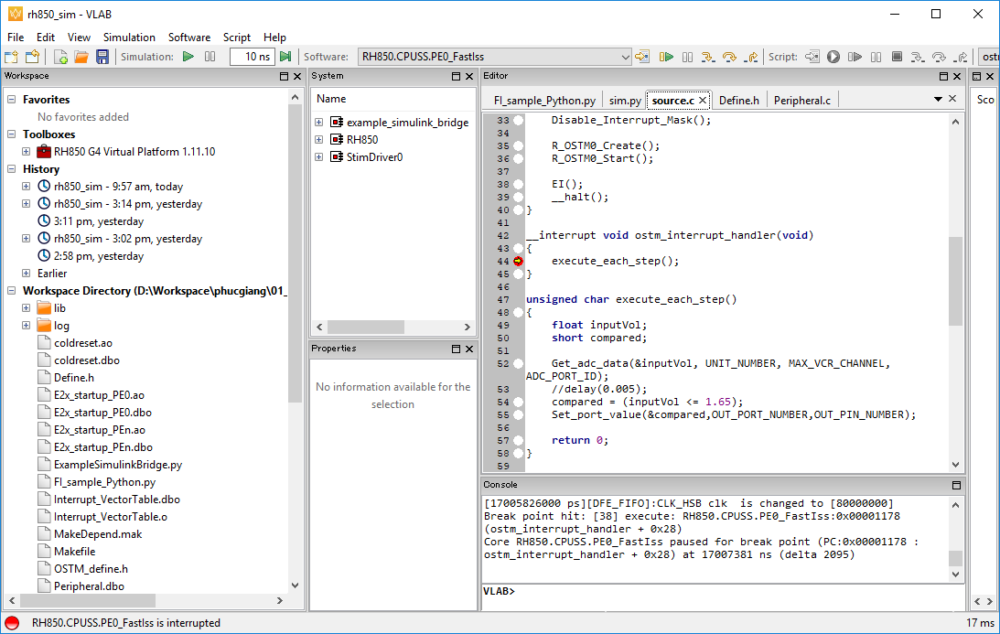 rh850_sim - VLAB
File Edit View Simulation Software Script Help
Simulation: 10 ns Software: RH850.CPUSS.PE0_FastIss Script: ostr
Workspace
Favorites
No favorites added
Toolboxes
RH850 G4 Virtual Platform 1.11.10
History
rh850_sim - 9:57 am, today
rh850_sim - 3:14 pm, yesterday
3:11 pm, yesterday
rh850_sim - 3:02 pm, yesterday
2:58 pm, yesterday
Earlier
Workspace Directory (D:\Workspace\phucgiang\01_
lib
log
coldreset.ao
coldreset.dbo
Define.h
E2x_startup_PE0.ao
E2x_startup_PE0.dbo
E2x_startup_PEn.ao
E2x_startup_PEn.dbo
ExampleSimulinkBridge.py
FI_sample_Python.py
Interrupt_VectorTable.dbo
Interrupt_VectorTable.o
MakeDepend.mak
Makefile
OSTM_define.h
Peripheral.dbo
System
Name
example_simulink_bridge
RH850
StimDriver0
Properties
No information available for the
selection
Editor
FI_sample_Python.py sim.py source.c Define.h Peripheral.c
33 Disable_Interrupt_Mask();
34
35 R_OSTM0_Create();
36 R_OSTM0_Start();
37
38 EI();
39 __halt();
40 }
41
42 __interrupt void ostm_interrupt_handler(void)
43 {
44 execute_each_step();
45 }
46
47 unsigned char execute_each_step()
48 {
49 float inputVol;
50 short compared;
51
52 Get_adc_data(&inputVol, UNIT_NUMBER, MAX_VCR_CHANNEL,
ADC_PORT_ID);
53 //delay(0.005);
54 compared = (inputVol <= 1.65);
55 Set_port_value(&compared,OUT_PORT_NUMBER,OUT_PIN_NUMBER);
56
57 return 0;
58 }
59
Sco
Console
[17005826000 ps][DFE_FIFO]:CLK_HSB clk  is changed to [80000000]
Break point hit: [38] execute: RH850.CPUSS.PE0_FastIss:0x00001178
(ostm_interrupt_handler + 0x28)
Core RH850.CPUSS.PE0_FastIss paused for break point (PC:0x00001178 :
ostm_interrupt_handler + 0x28) at 17007381 ns (delta 2095)
VLAB>
RH850.CPUSS.PE0_FastIss is interrupted
17 ms